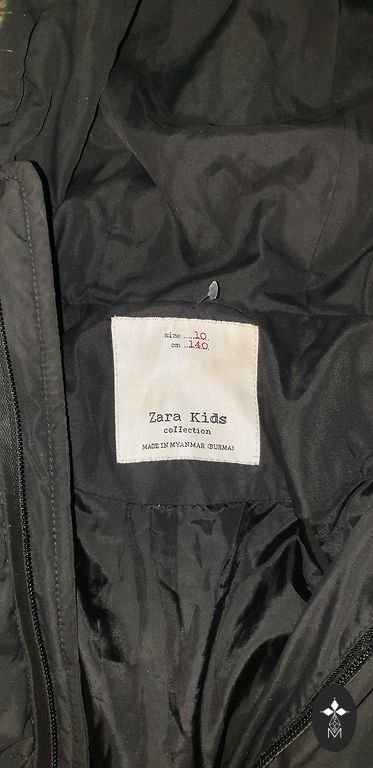 size ....10.
cm ..140.
Zara Kids
collection
MADE IN MYANMAR (BURMA)
M